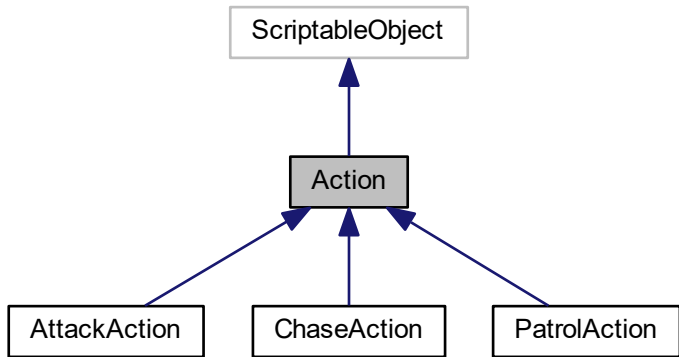 ScriptableObject
Action
AttackAction
ChaseAction
PatrolAction